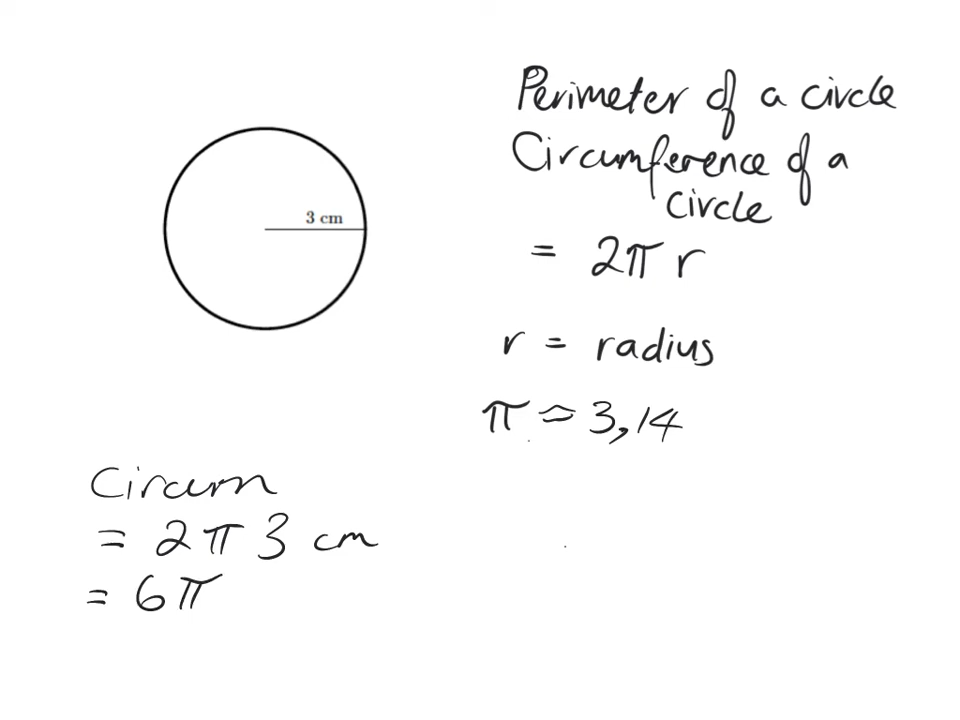 3 cm
Perimeter of a circle
Circumference of a
circle
= 2π r
r = radius
π ≈ 3,14
Circum
= 2π 3 cm
= 6π